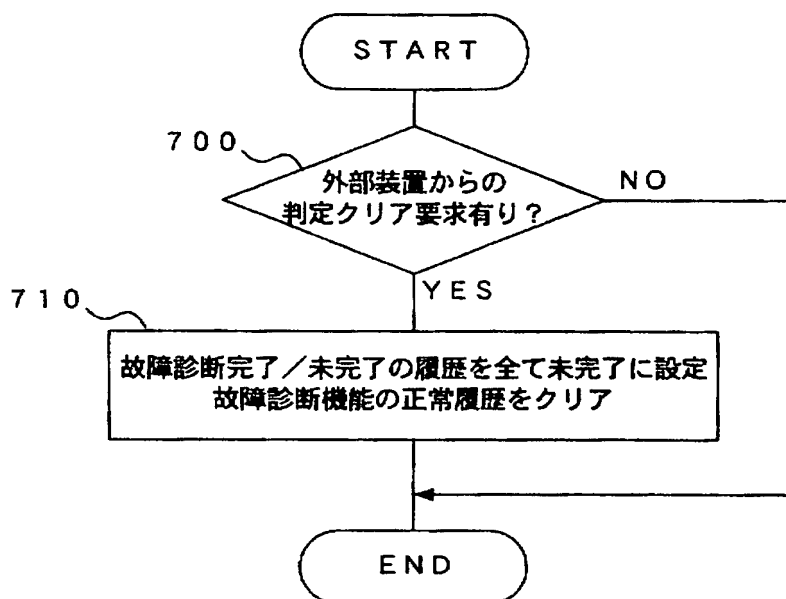 START
700
外部装置からの
判定クリア要求有り?
NO
YES
710
故障診断完了/未完了の履歴を全て未完了に設定
故障診断機能の正常履歴をクリア
END